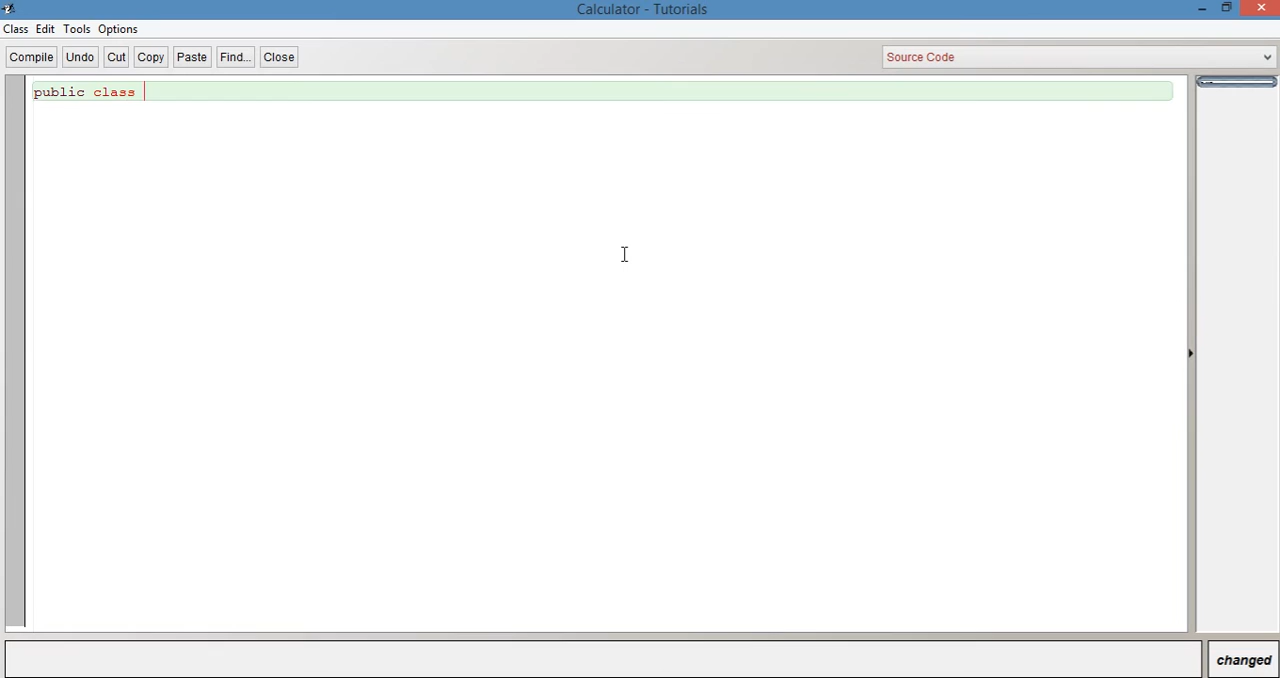 Calculator - Tutorials
Class Edit Tools Options
Compile Undo Cut Copy Paste Find... Close Source Code
public class
changed